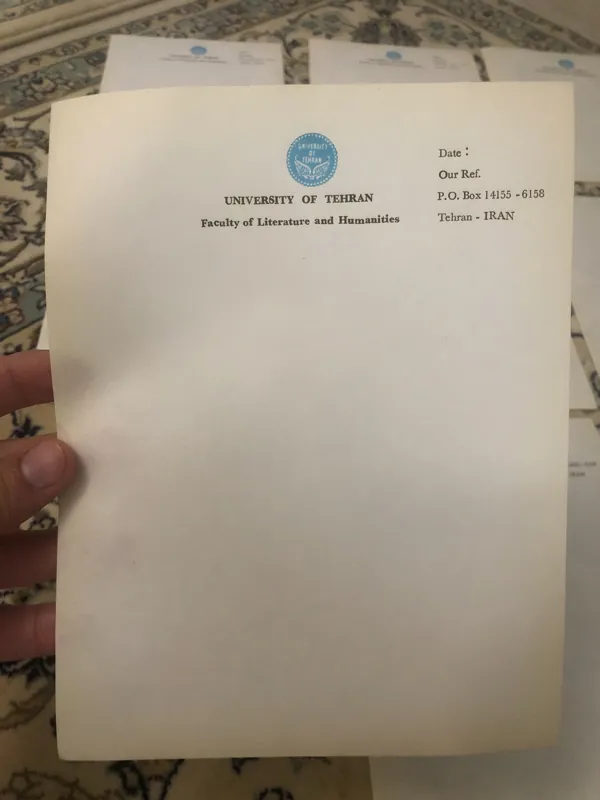 UNIVERSITY
OF
TEHRAN
UNIVERSITY OF TEHRAN
Faculty of Literature and Humanities
Date :
Our Ref.
P.O. Box 14155 - 6158
Tehran - IRAN